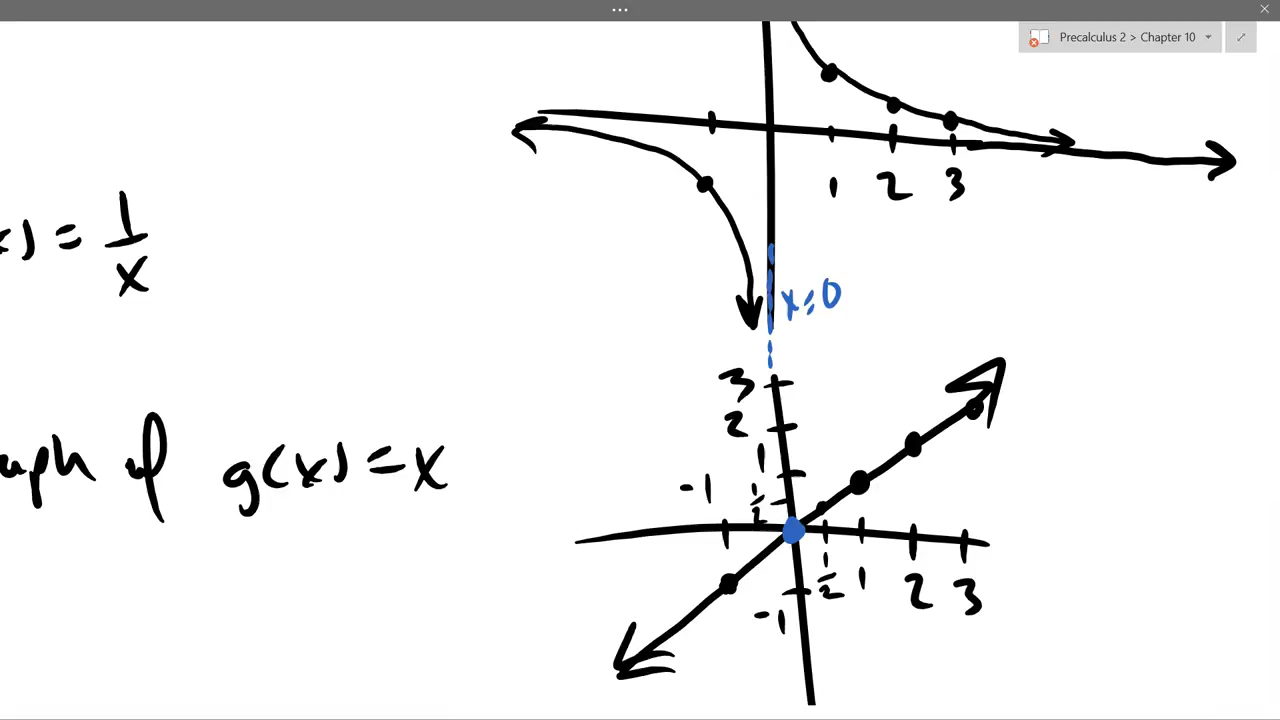 Precalculus 2 > Chapter 10
1 2 3
x) = 1/x
x=0
3
2
1
-1 1/2
of g(x) = x
1/2 1 2 3
-1